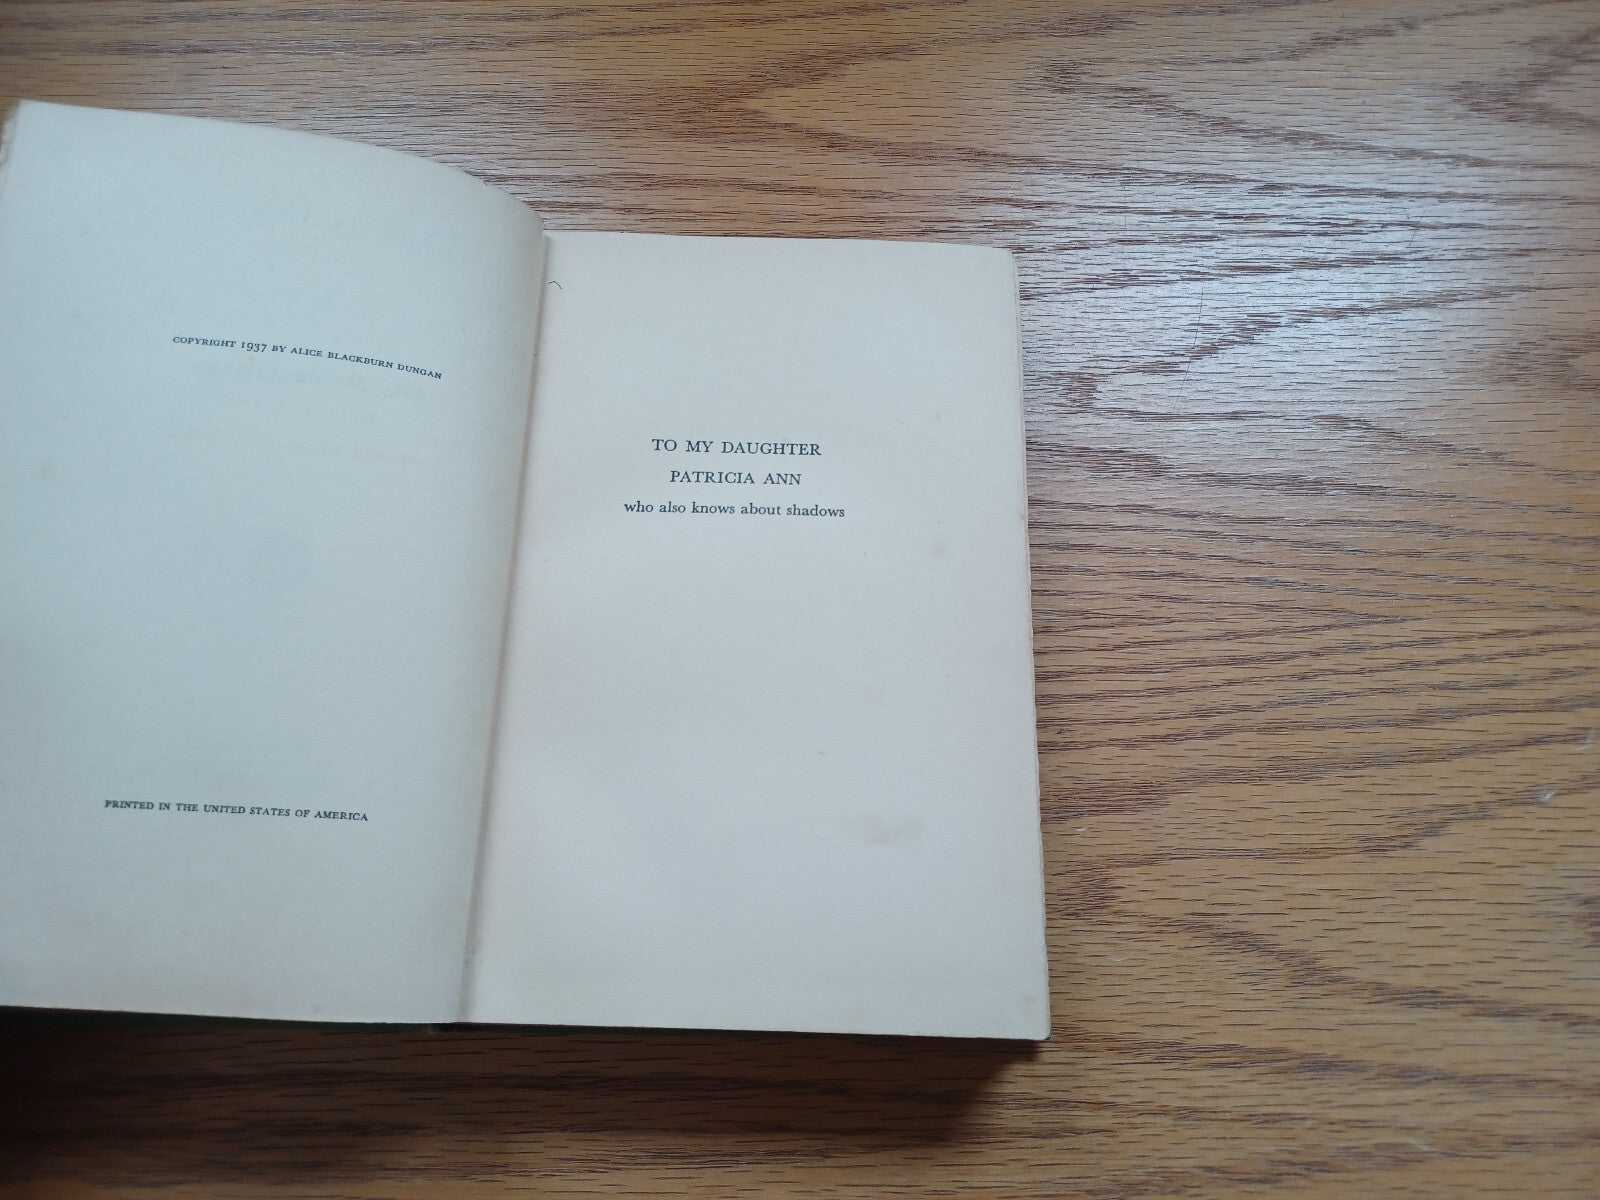 COPYRIGHT 1937 BY ALICE BLACKBURN DUNGAN
PRINTED IN THE UNITED STATES OF AMERICA
TO MY DAUGHTER
PATRICIA ANN
who also knows about shadows